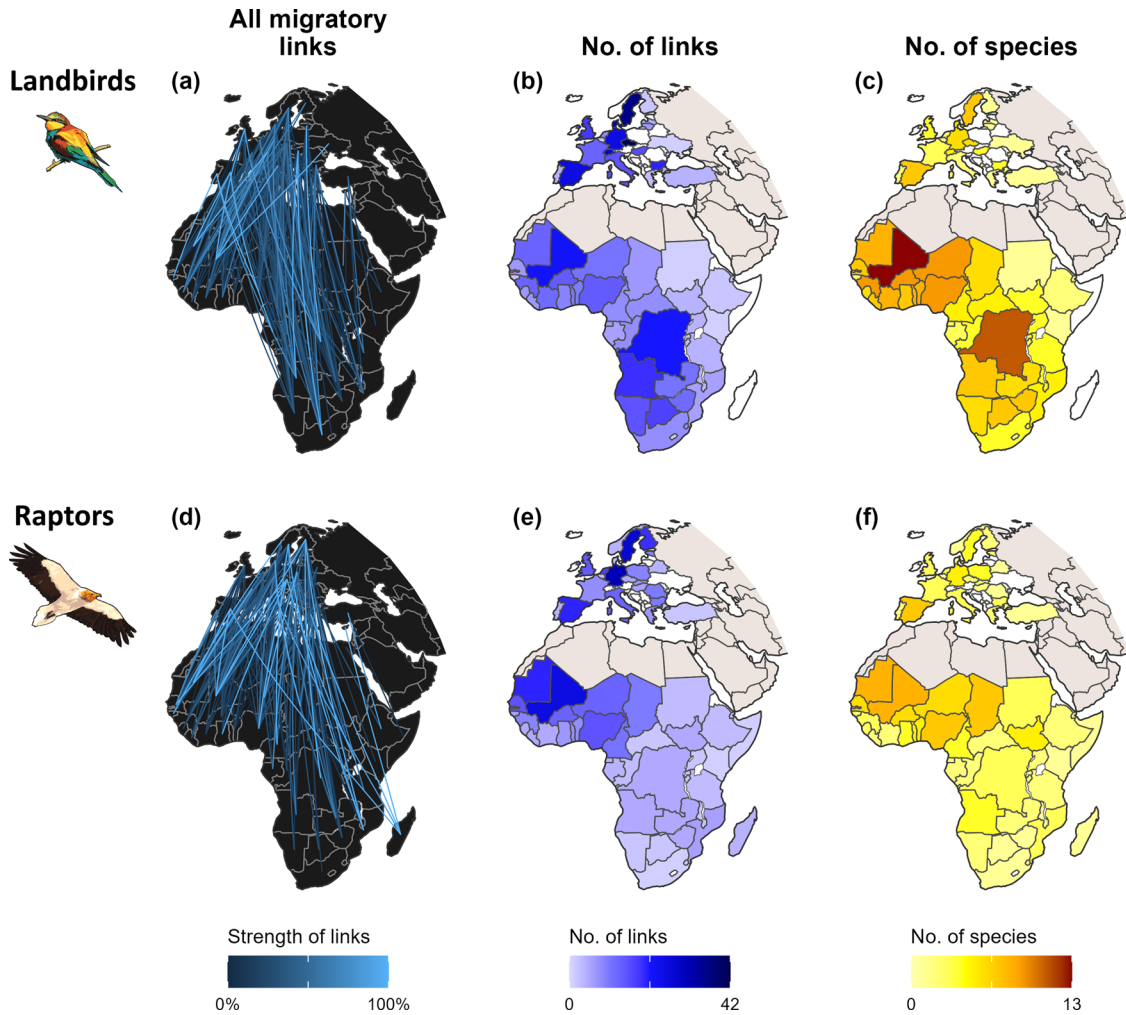 All migratory
links
No. of links
No. of species
Landbirds
(a)
(b)
(c)
Raptors
(d)
(e)
(f)
Strength of links
0%
100%
No. of links
0
42
No. of species
0
13